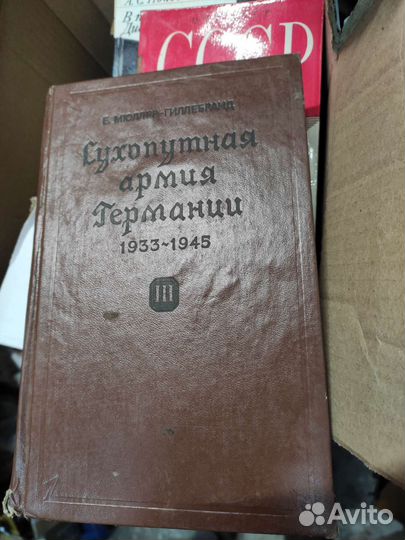 СССР
Б. МЮЛЛЕР-ГИЛЛЕБРАНД
Сухопутная
армия
Германии
1933~1945
III
Avito